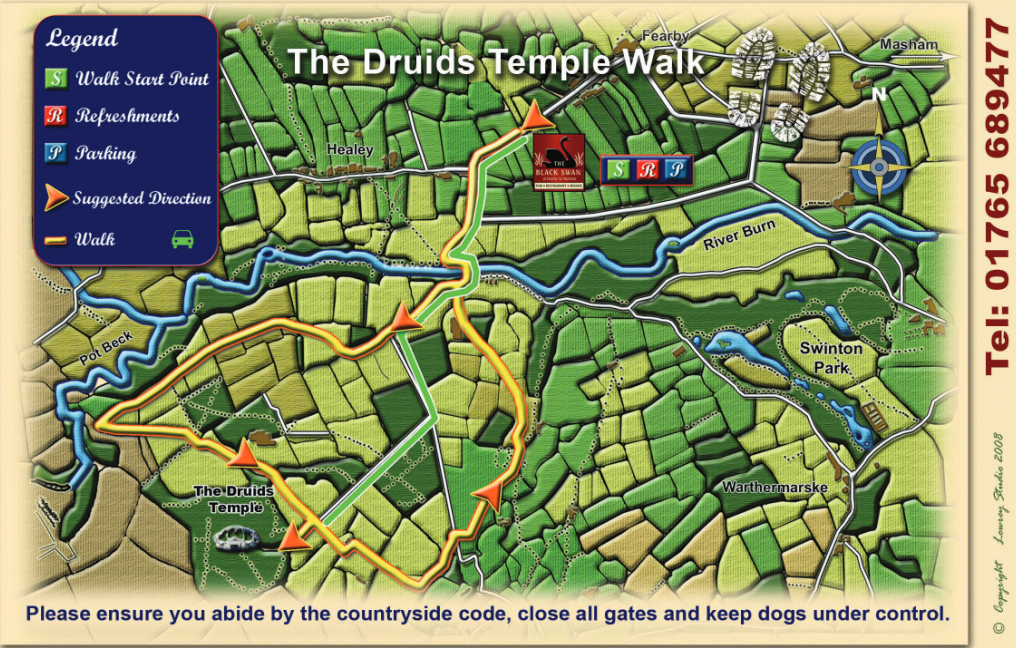 Legend
S Walk Start Point
R Refreshments
P Parking
Suggested Direction
Walk
The Druids Temple Walk
Fearby
Masham
N
Healey
THE
BLACK SWAN
S R P
River Burn
Pot Beck
Swinton
Park
The Druids
Temple
Warthermarske
Please ensure you abide by the countryside code, close all gates and keep dogs under control.
Tel: 01765 689477
© Copyright Lowrey Studio 2008